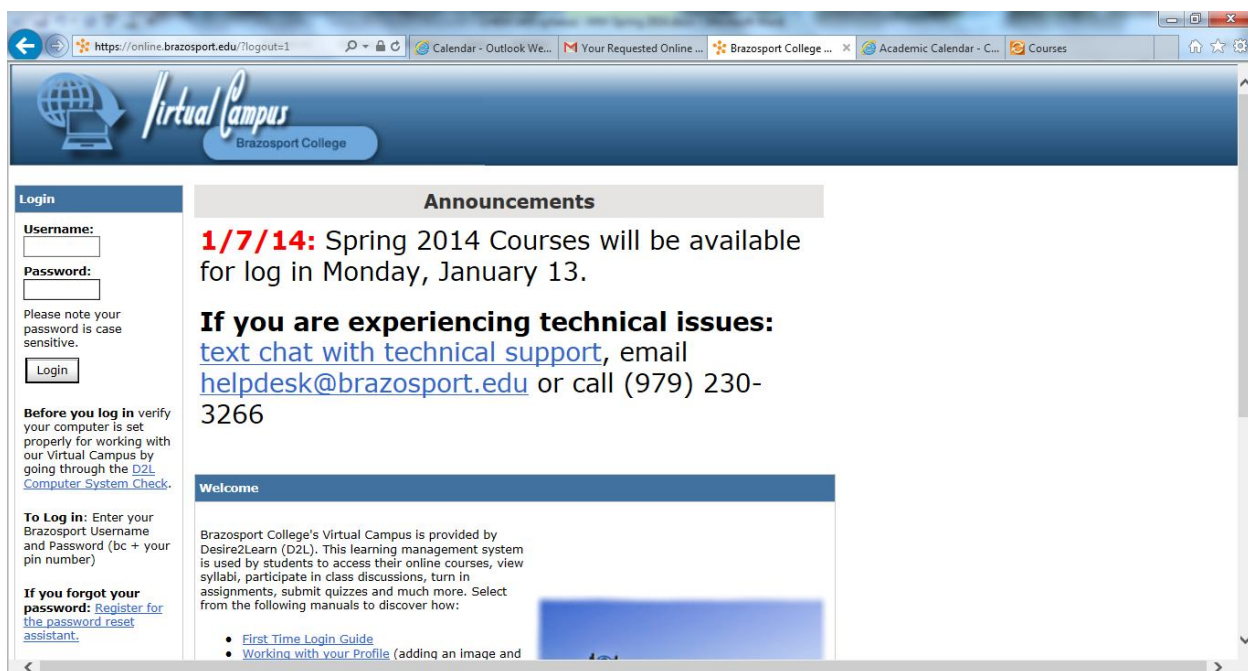 https://online.brazosport.edu/?logout=1
Calendar - Outlook We...
Your Requested Online ...
Brazosport College ...
Academic Calendar - C...
Courses
Virtual Campus
Brazosport College
Login
Username:
Password:
Please note your
password is case
sensitive.
Login
Before you log in verify
your computer is set
properly for working with
our Virtual Campus by
going through the D2L
Computer System Check.
To Log in: Enter your
Brazosport Username
and Password (bc + your
pin number)
If you forgot your
password: Register for
the password reset
assistant.
Announcements
1/7/14: Spring 2014 Courses will be available
for log in Monday, January 13.
If you are experiencing technical issues:
text chat with technical support, email
helpdesk@brazosport.edu or call (979) 230-
3266
Welcome
Brazosport College's Virtual Campus is provided by
Desire2Learn (D2L). This learning management system
is used by students to access their online courses, view
syllabi, participate in class discussions, turn in
assignments, submit quizzes and much more. Select
from the following manuals to discover how:
• First Time Login Guide
• Working with your Profile (adding an image and